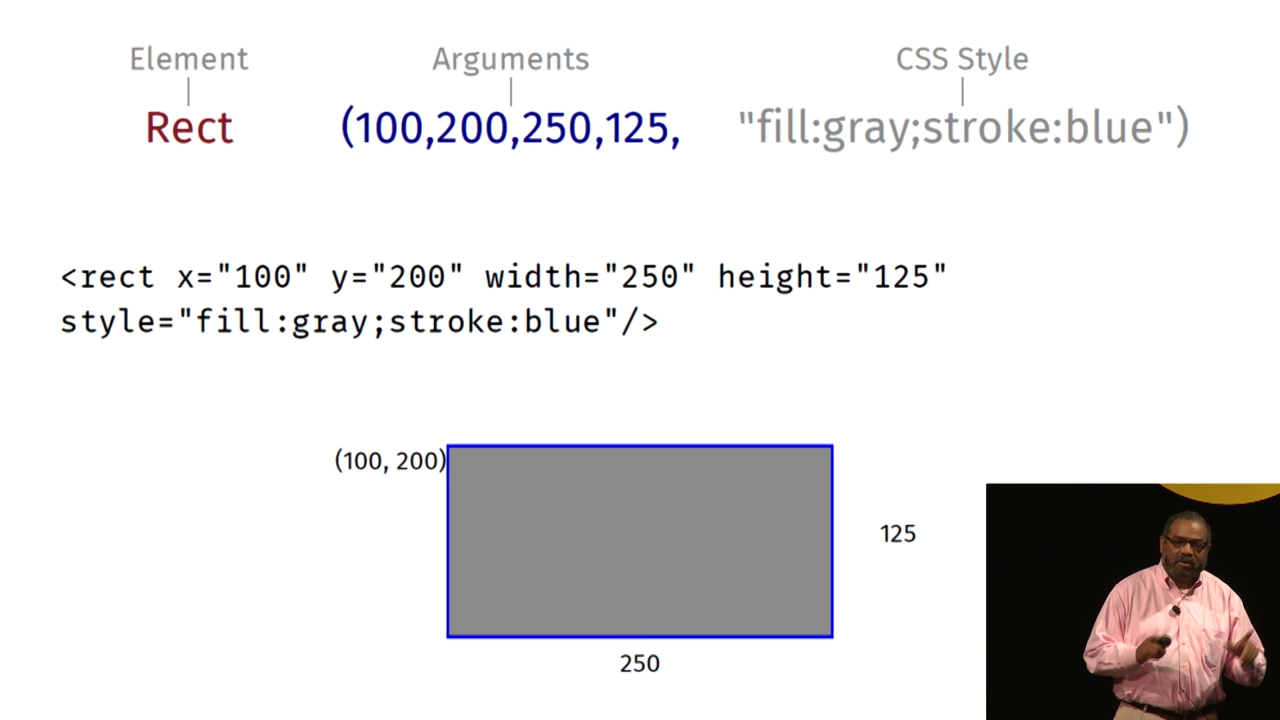 Element Arguments CSS Style
Rect (100,200,250,125, "fill:gray;stroke:blue")
<rect x="100" y="200" width="250" height="125"
style="fill:gray;stroke:blue"/>
(100, 200)
125
250